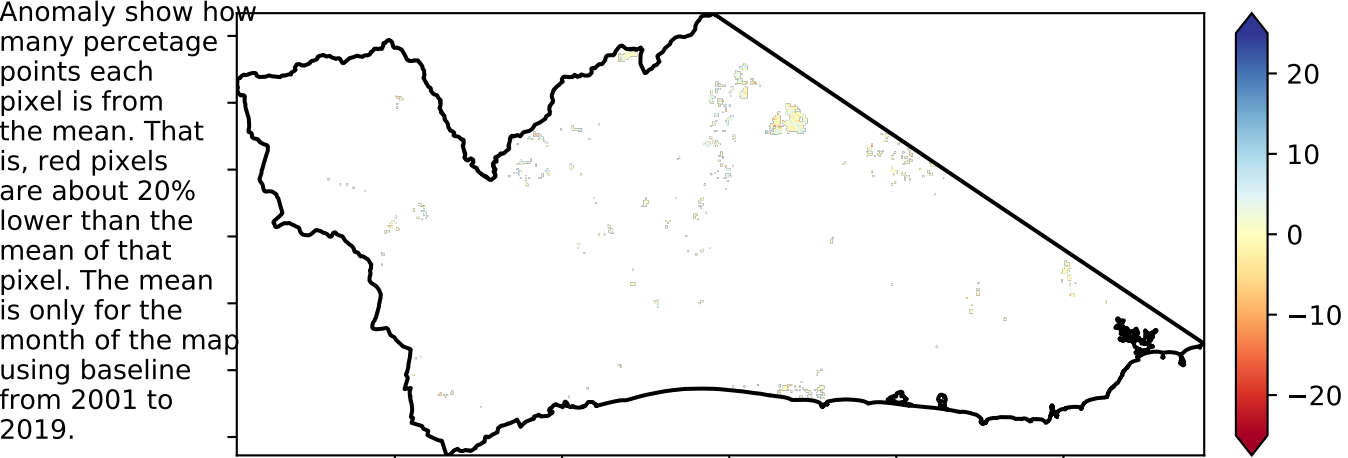 Anomaly show how
many percetage
points each
pixel is from
the mean. That
is, red pixels
are about 20%
lower than the
mean of that
pixel. The mean
is only for the
month of the map
using baseline
from 2001 to
2019.
20
10
0
−10
−20